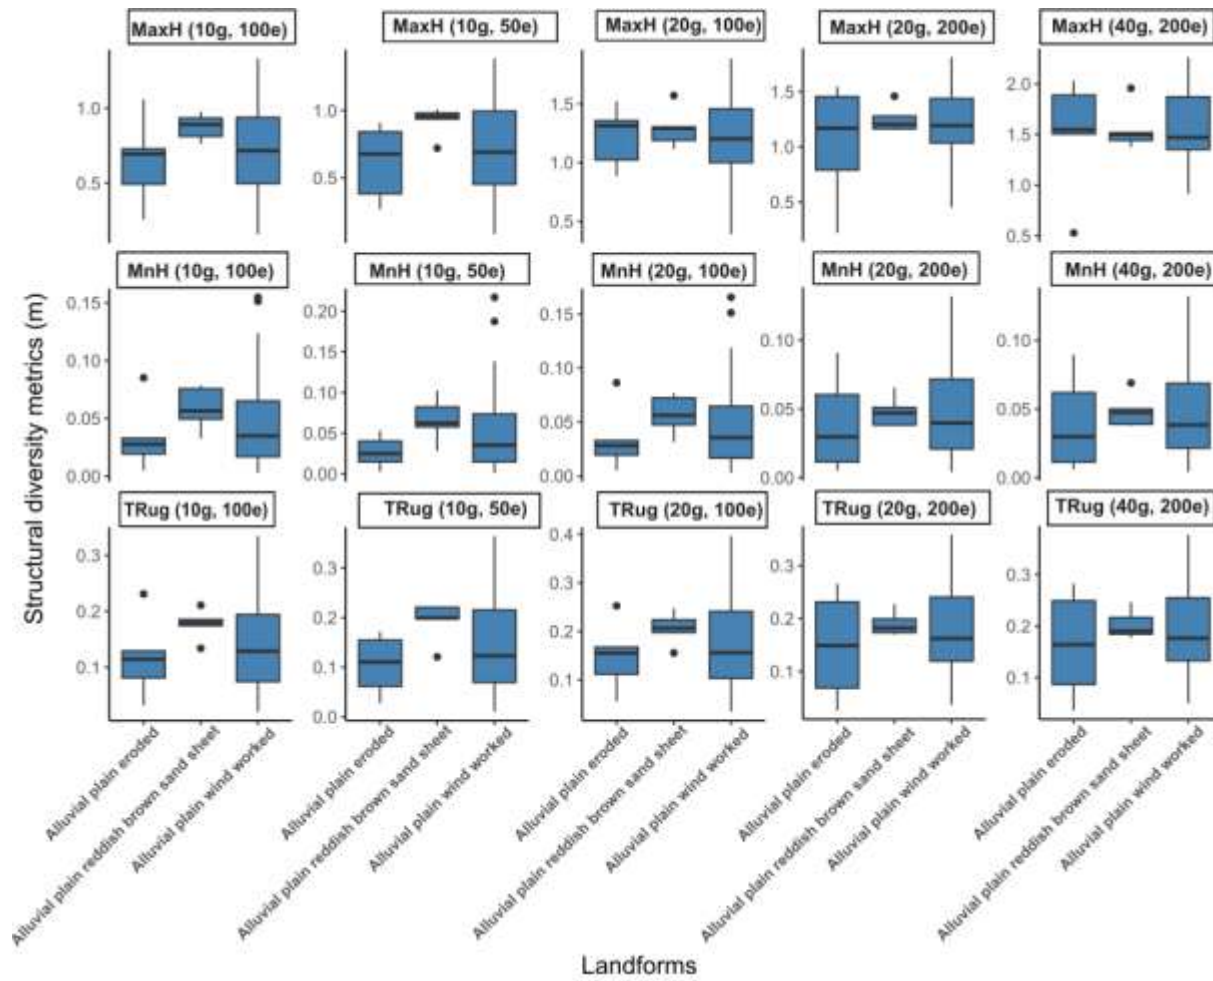 MaxH (10g, 100e)
MaxH (10g, 50e)
MaxH (20g, 100e)
MaxH (20g, 200e)
MaxH (40g, 200e)
1.0
0.5
1.0
0.5
1.5
1.0
0.5
1.5
1.0
0.5
2.0
1.5
1.0
0.5
MnH (10g, 100e)
MnH (10g, 50e)
MnH (20g, 100e)
MnH (20g, 200e)
MnH (40g, 200e)
0.15
0.10
0.05
0.00
0.20
0.15
0.10
0.05
0.00
0.15
0.10
0.05
0.00
0.10
0.05
0.00
0.10
0.05
0.00
TRug (10g, 100e)
TRug (10g, 50e)
TRug (20g, 100e)
TRug (20g, 200e)
TRug (40g, 200e)
0.3
0.2
0.1
0.3
0.2
0.1
0.0
0.4
0.3
0.2
0.1
0.3
0.2
0.1
0.3
0.2
0.1
Structural diversity metrics (m)
Alluvial plain eroded
Alluvial plain reddish brown sand sheet
Alluvial plain wind worked
Alluvial plain eroded
Alluvial plain reddish brown sand sheet
Alluvial plain wind worked
Alluvial plain eroded
Alluvial plain reddish brown sand sheet
Alluvial plain wind worked
Alluvial plain eroded
Alluvial plain reddish brown sand sheet
Alluvial plain wind worked
Alluvial plain eroded
Alluvial plain reddish brown sand sheet
Alluvial plain wind worked
Landforms